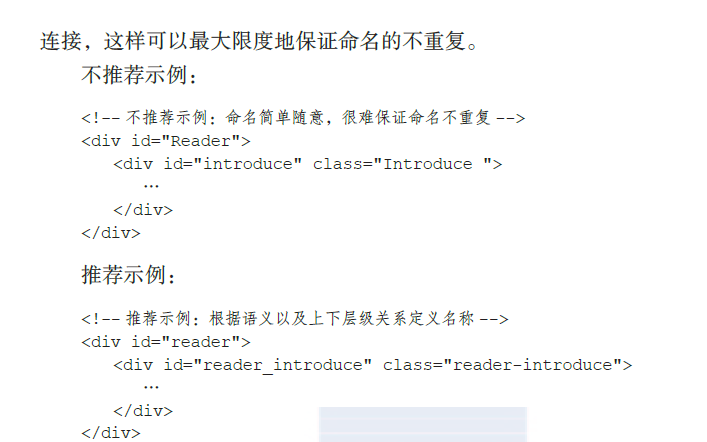 连接，这样可以最大限度地保证命名的不重复。
不推荐示例：
<!-- 不推荐示例：命名简单随意，很难保证命名不重复 -->
<div id="Reader">
<div id="introduce" class="Introduce ">
…
</div>
</div>
推荐示例：
<!-- 推荐示例：根据语义以及上下层级关系定义名称 -->
<div id="reader">
<div id="reader_introduce" class="reader-introduce">
…
</div>
</div>